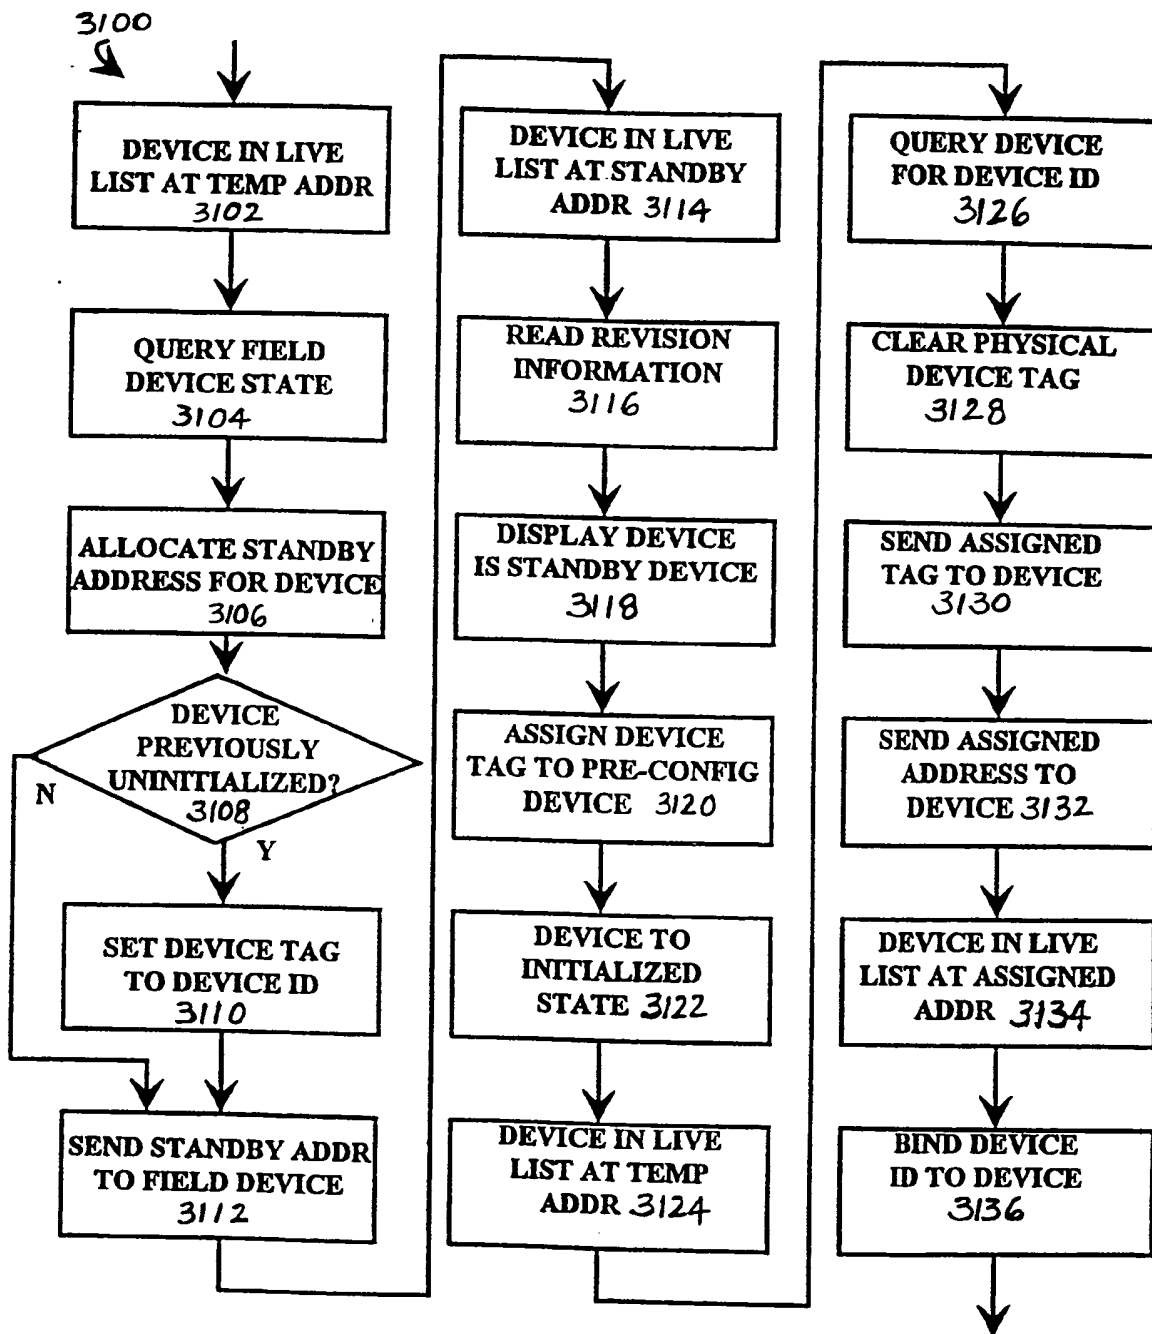 3100
DEVICE IN LIVE
LIST AT TEMP ADDR
3102
QUERY FIELD
DEVICE STATE
3104
ALLOCATE STANDBY
ADDRESS FOR DEVICE
3106
DEVICE
PREVIOUSLY
UNINITIALIZED?
3108
N
Y
SET DEVICE TAG
TO DEVICE ID
3110
SEND STANDBY ADDR
TO FIELD DEVICE
3112
DEVICE IN LIVE
LIST AT STANDBY
ADDR 3114
READ REVISION
INFORMATION
3116
DISPLAY DEVICE
IS STANDBY DEVICE
3118
ASSIGN DEVICE
TAG TO PRE-CONFIG
DEVICE 3120
DEVICE TO
INITIALIZED
STATE 3122
DEVICE IN LIVE
LIST AT TEMP
ADDR 3124
QUERY DEVICE
FOR DEVICE ID
3126
CLEAR PHYSICAL
DEVICE TAG
3128
SEND ASSIGNED
TAG TO DEVICE
3130
SEND ASSIGNED
ADDRESS TO
DEVICE 3132
DEVICE IN LIVE
LIST AT ASSIGNED
ADDR 3134
BIND DEVICE
ID TO DEVICE
3136